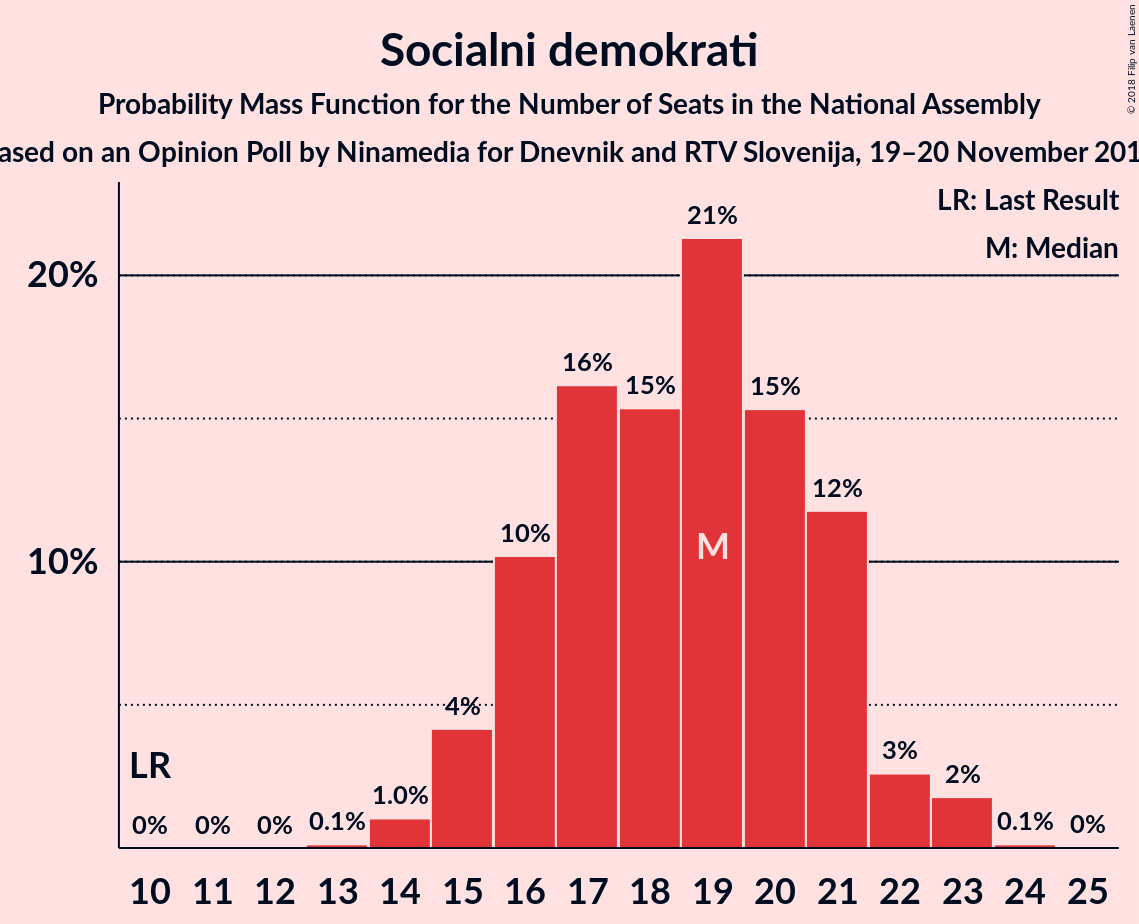 Socialni demokrati
Probability Mass Function for the Number of Seats in the National Assembly
ased on an Opinion Poll by Ninamedia for Dnevnik and RTV Slovenija, 19–20 November 201
© 2018 Filip van Laenen
LR: Last Result
M: Median
20%
10%
LR
0%
0%
0%
0.1%
1.0%
4%
10%
16%
15%
21%
M
15%
12%
3%
2%
0.1%
0%
10 11 12 13 14 15 16 17 18 19 20 21 22 23 24 25